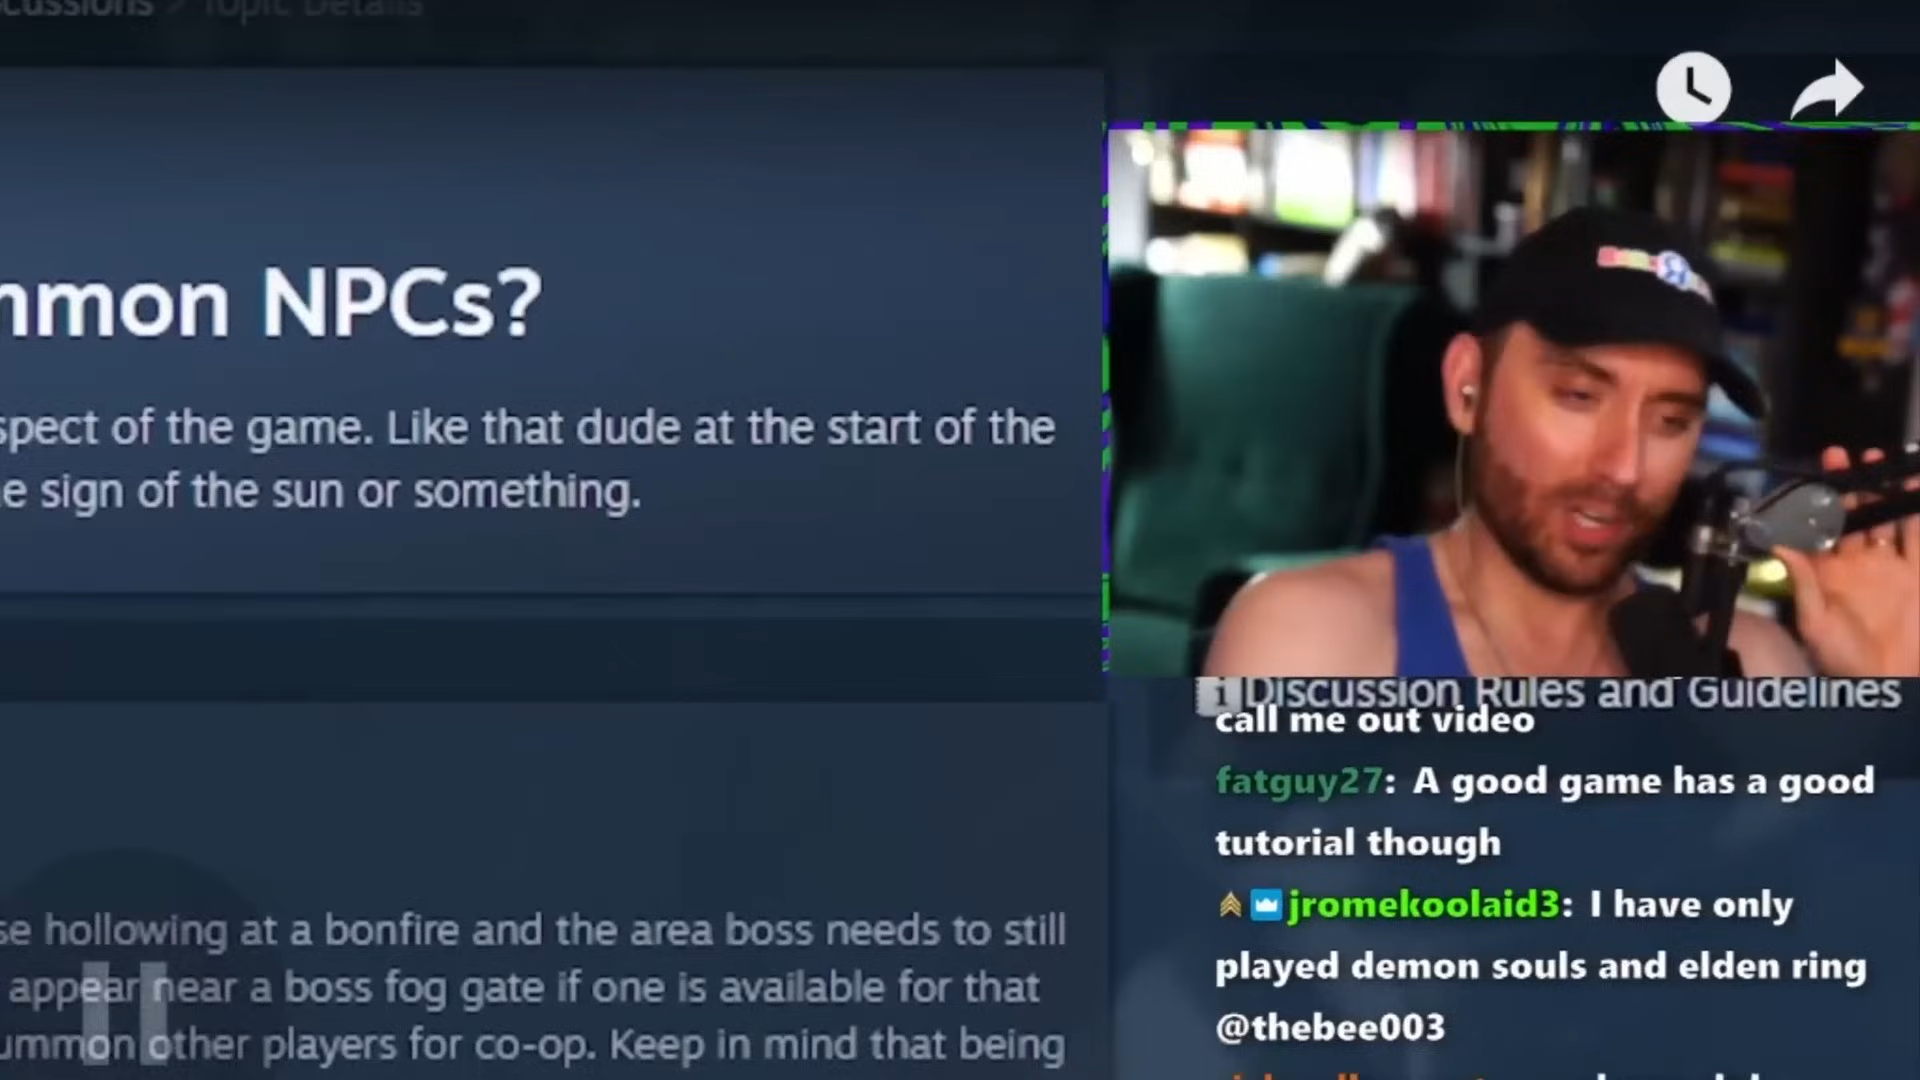 Topic Details
mmon NPCs?
spect of the game. Like that dude at the start of the
e sign of the sun or something.
se hollowing at a bonfire and the area boss needs to still
appear near a boss fog gate if one is available for that
ummon other players for co-op. Keep in mind that being
Discussion Rules and Guidelines
call me out video
fatguy27: A good game has a good
tutorial though
jromekoolaid3: I have only
played demon souls and elden ring
@thebee003